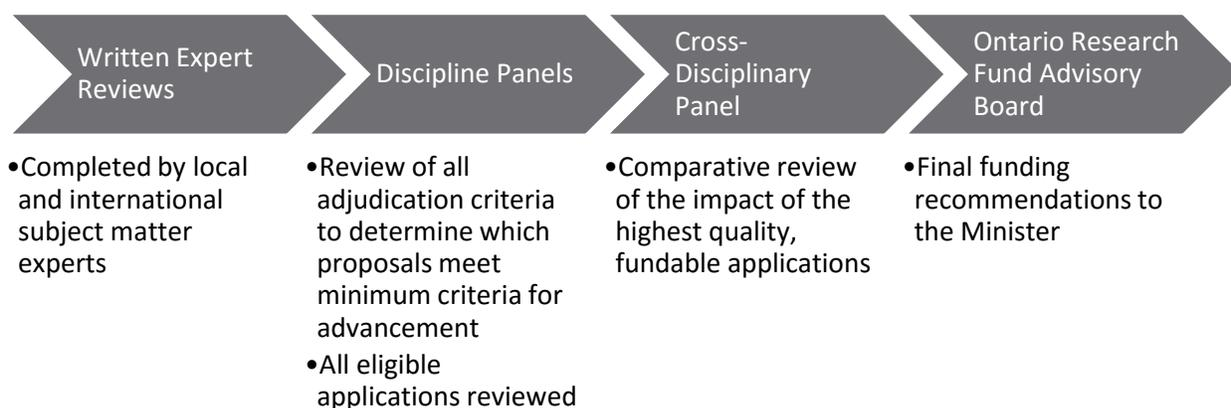 Written Expert
Reviews
Discipline Panels
Cross-
Disciplinary
Panel
Ontario Research
Fund Advisory
Board
•Completed by local
and international
subject matter
experts
•Review of all
adjudication criteria
to determine which
proposals meet
minimum criteria for
advancement
•All eligible
applications reviewed
•Comparative review
of the impact of the
highest quality,
fundable applications
•Final funding
recommendations to
the Minister